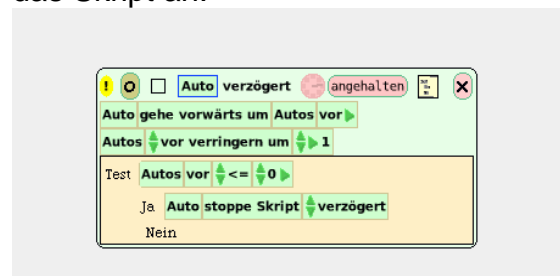 das Skript an.
! Auto verzögert angehalten
Auto gehe vorwärts um Autos vor
Autos vor verringern um 1
Test Autos vor <= 0
Ja Auto stoppe Skript verzögert
Nein